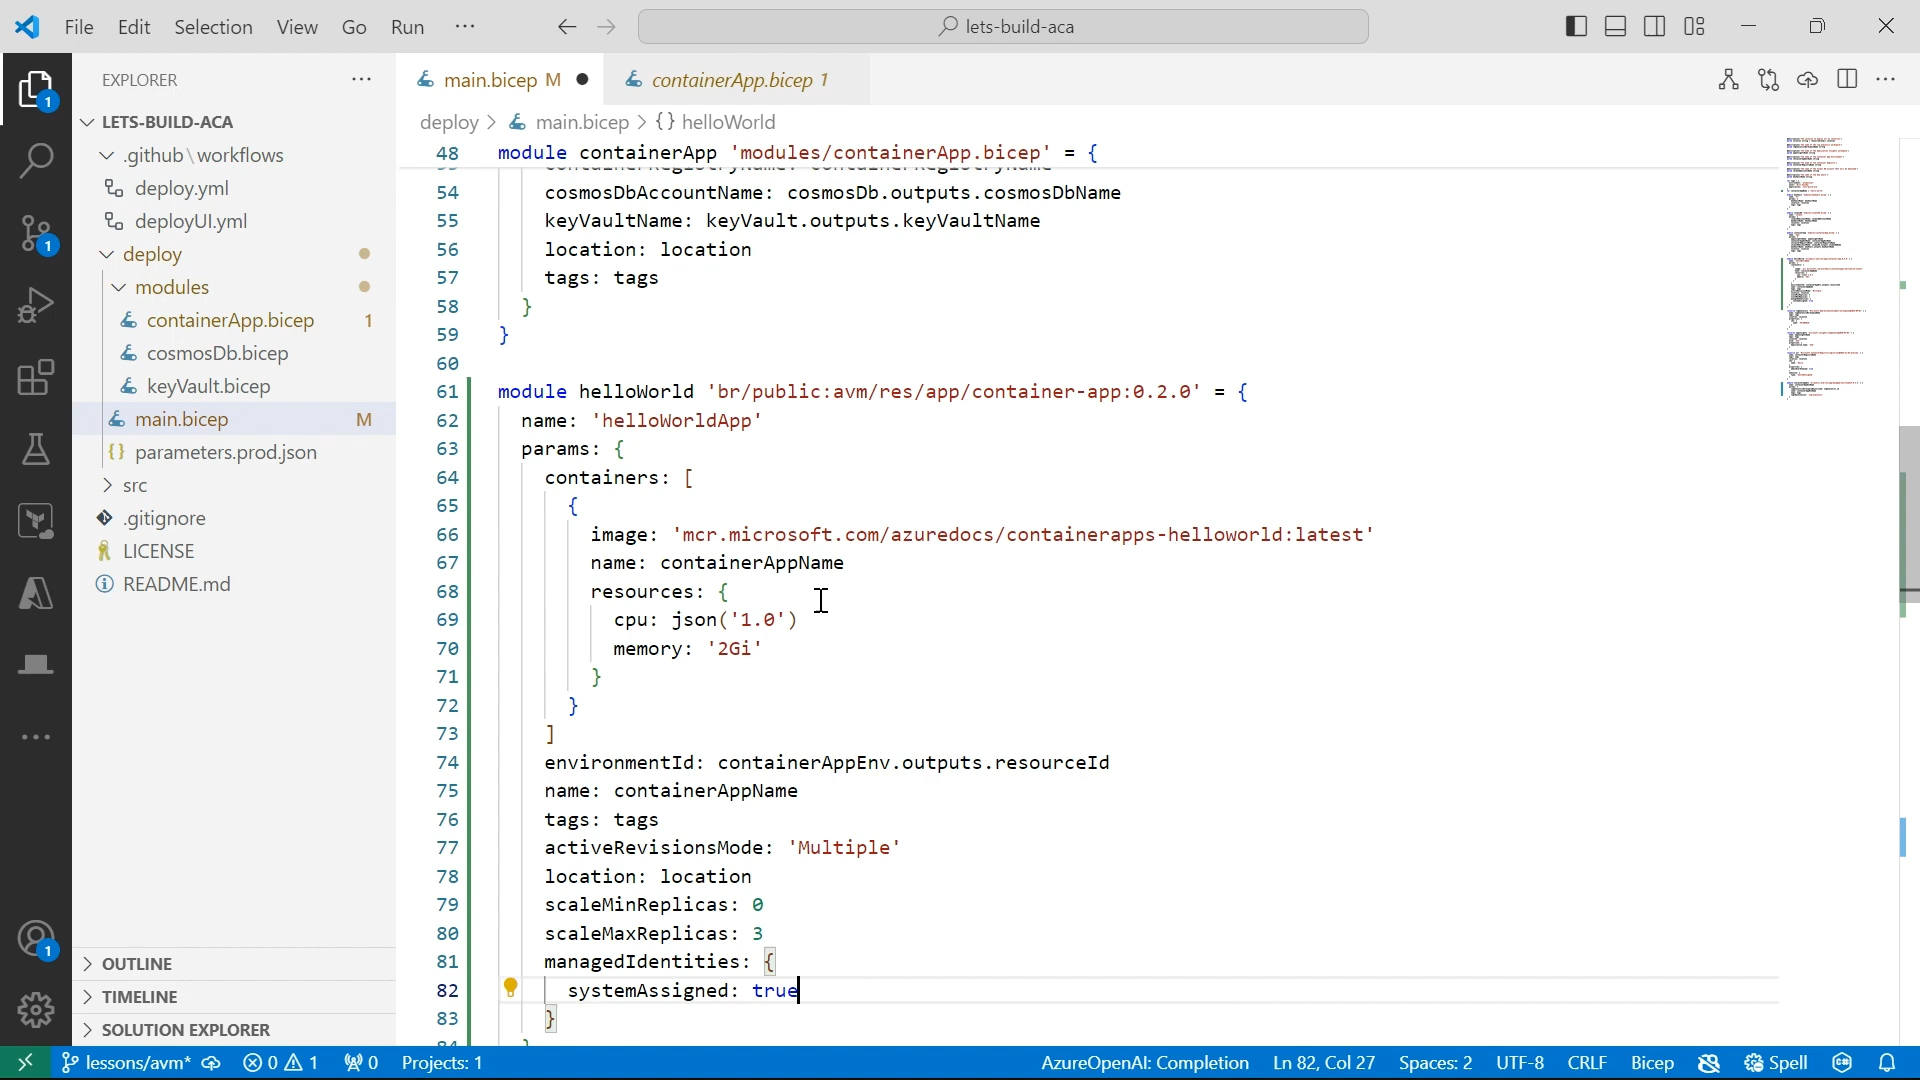 File Edit Selection View Go Run ··· lets-build-aca
EXPLORER ···
LETS-BUILD-ACA
.github\workflows
deploy.yml
deployUI.yml
deploy
modules
containerApp.bicep 1
cosmosDb.bicep
keyVault.bicep
main.bicep M
parameters.prod.json
src
.gitignore
LICENSE
README.md
OUTLINE
TIMELINE
SOLUTION EXPLORER
1
1
1
main.bicep M containerApp.bicep 1
deploy > main.bicep > {} helloWorld
48 module containerApp 'modules/containerApp.bicep' = {
54 cosmosDbAccountName: cosmosDb.outputs.cosmosDbName
55 keyVaultName: keyVault.outputs.keyVaultName
56 location: location
57 tags: tags
58 }
59 }
60
61 module helloWorld 'br/public:avm/res/app/container-app:0.2.0' = {
62 name: 'helloWorldApp'
63 params: {
64 containers: [
65 {
66 image: 'mcr.microsoft.com/azuredocs/containerapps-helloworld:latest'
67 name: containerAppName
68 resources: {
69 cpu: json('1.0')
70 memory: '2Gi'
71 }
72 }
73 ]
74 environmentId: containerAppEnv.outputs.resourceId
75 name: containerAppName
76 tags: tags
77 activeRevisionsMode: 'Multiple'
78 location: location
79 scaleMinReplicas: 0
80 scaleMaxReplicas: 3
81 managedIdentities: {
82 systemAssigned: true
83 }
lessons/avm* 0 1 0 Projects: 1 AzureOpenAI: Completion Ln 82, Col 27 Spaces: 2 UTF-8 CRLF Bicep Spell